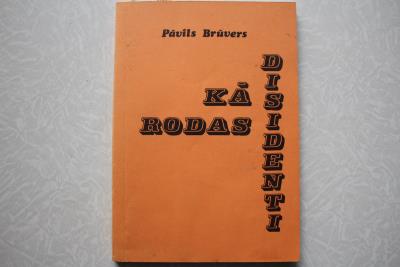 Pāvils Brūvers
KĀ
RODAS
DISIDENTI